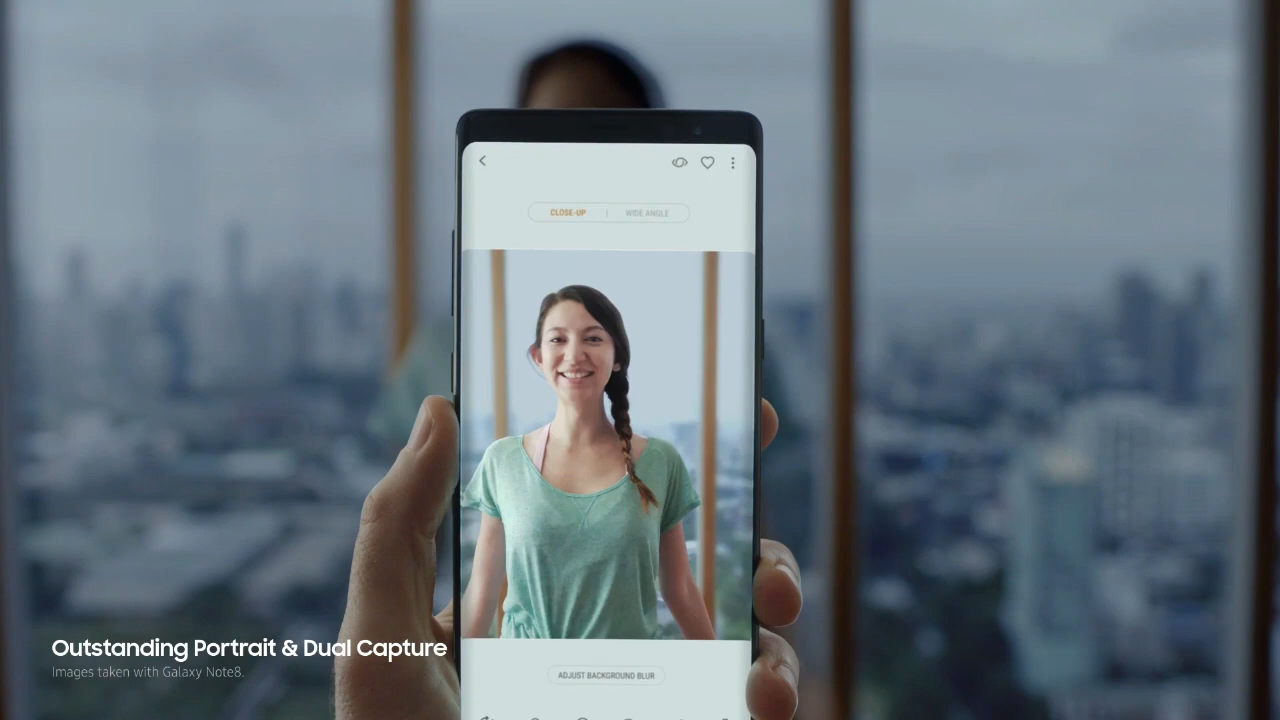 CLOSE-UP | WIDE ANGLE
ADJUST BACKGROUND BLUR
Outstanding Portrait & Dual Capture
Images taken with Galaxy Note8.